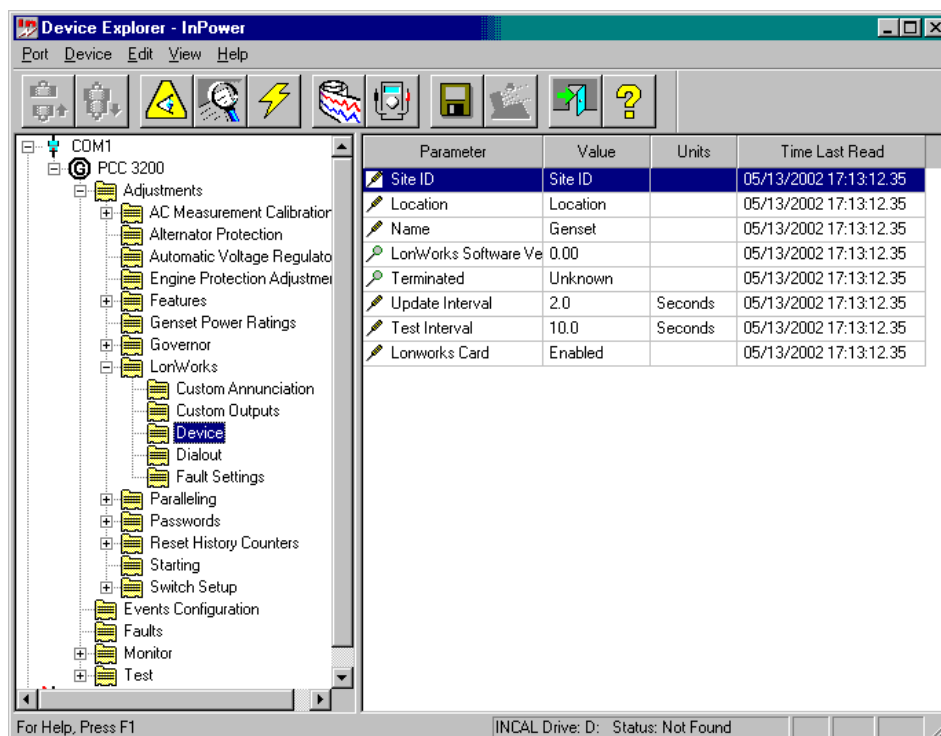 Device Explorer - InPower
Port Device Edit View Help
COM1
PCC 3200
Adjustments
AC Measurement Calibration
Alternator Protection
Automatic Voltage Regulato
Engine Protection Adjustmer
Features
Genset Power Ratings
Governor
LonWorks
Custom Annunciation
Custom Outputs
Device
Dialout
Fault Settings
Paralleling
Passwords
Reset History Counters
Starting
Switch Setup
Events Configuration
Faults
Monitor
Test
Parameter Value Units Time Last Read
Site ID Site ID 05/13/2002 17:13:12.35
Location Location 05/13/2002 17:13:12.35
Name Genset 05/13/2002 17:13:12.35
LonWorks Software Ve 0.00 05/13/2002 17:13:12.35
Terminated Unknown 05/13/2002 17:13:12.35
Update Interval 2.0 Seconds 05/13/2002 17:13:12.35
Test Interval 10.0 Seconds 05/13/2002 17:13:12.35
Lonworks Card Enabled 05/13/2002 17:13:12.35
For Help, Press F1 INCAL Drive: D: Status: Not Found